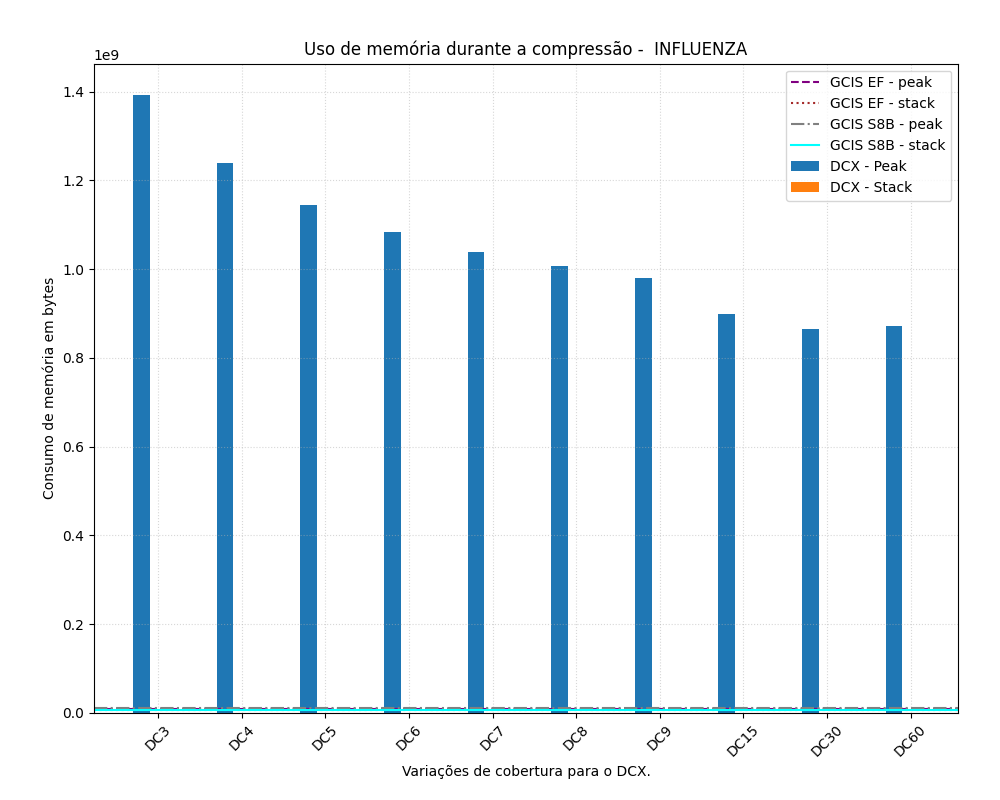 Uso de memória durante a compressão -  INFLUENZA
1e9
1.4
1.2
1.0
0.8
0.6
0.4
0.2
0.0
Consumo de memória em bytes
GCIS EF - peak
GCIS EF - stack
GCIS S8B - peak
GCIS S8B - stack
DCX - Peak
DCX - Stack
DC3
DC4
DC5
DC6
DC7
DC8
DC9
DC15
DC30
DC60
Variações de cobertura para o DCX.